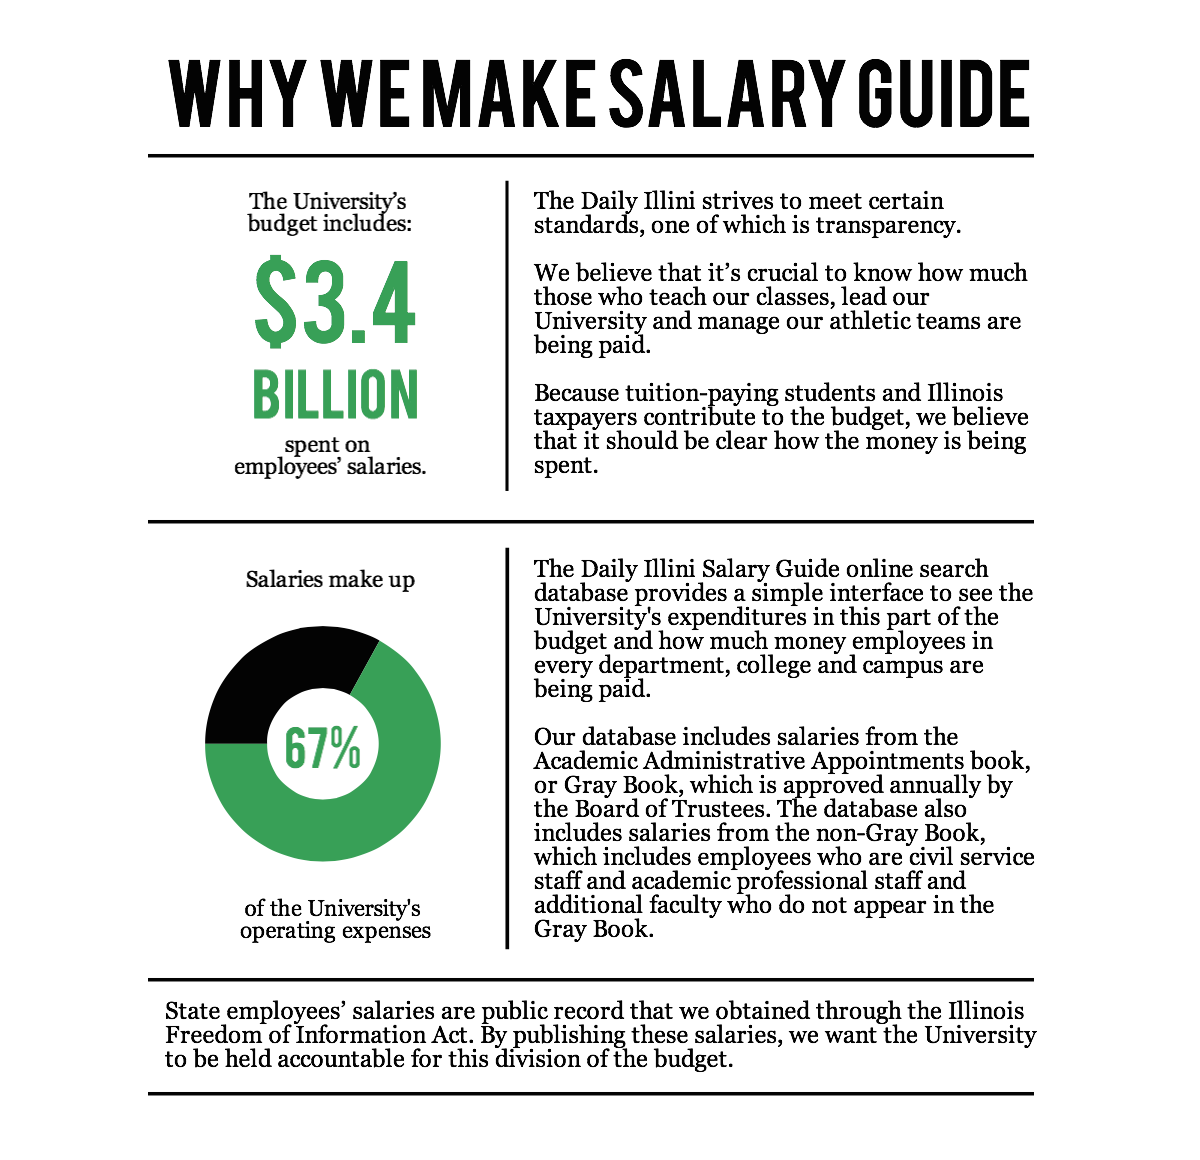 WHY WE MAKE SALARY GUIDE
The University’s
budget includes:
$3.4
BILLION
spent on
employees’ salaries.
The Daily Illini strives to meet certain
standards, one of which is transparency.
We believe that it’s crucial to know how much
those who teach our classes, lead our
University and manage our athletic teams are
being paid.
Because tuition-paying students and Illinois
taxpayers contribute to the budget, we believe
that it should be clear how the money is being
spent.
Salaries make up
67%
of the University's
operating expenses
The Daily Illini Salary Guide online search
database provides a simple interface to see the
University's expenditures in this part of the
budget and how much money employees in
every department, college and campus are
being paid.
Our database includes salaries from the
Academic Administrative Appointments book,
or Gray Book, which is approved annually by
the Board of Trustees. The database also
includes salaries from the non-Gray Book,
which includes employees who are civil service
staff and academic professional staff and
additional faculty who do not appear in the
Gray Book.
State employees’ salaries are public record that we obtained through the Illinois
Freedom of Information Act. By publishing these salaries, we want the University
to be held accountable for this division of the budget.